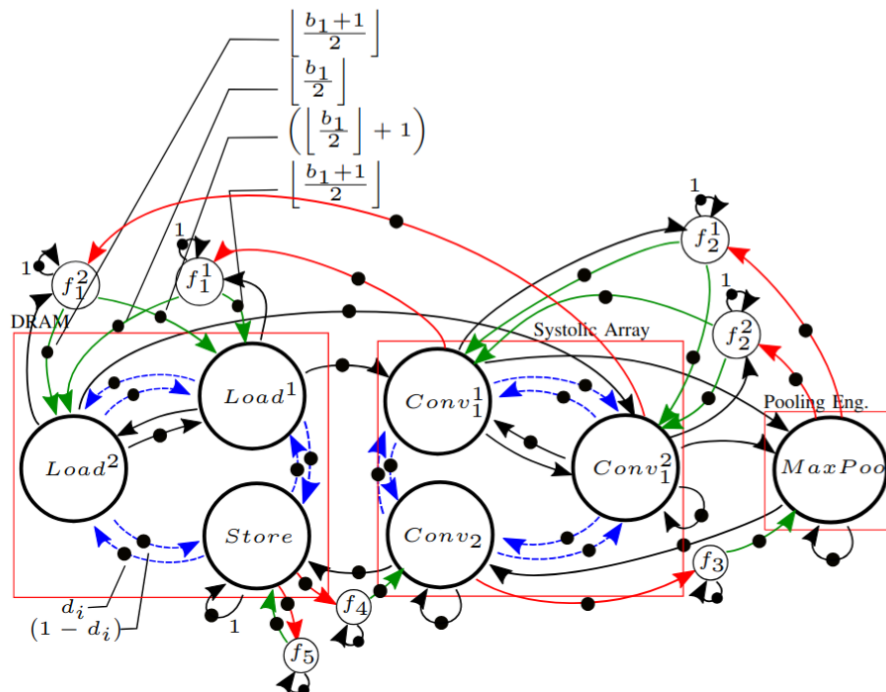 ⌊(b₁+1)/2⌋
⌊b₁/2⌋
(⌊b₁/2⌋ + 1)
⌊(b₁+1)/2⌋
1
f₂¹
1
f₁²
1
f₁¹
1
f₂²
DRAM
Systolic Array
Pooling Eng.
Load¹
Conv₁¹
Load²
Conv₁²
MaxPoo
Store
Conv₂
f₃
dᵢ
(1 − dᵢ)
1
f₄
f₅